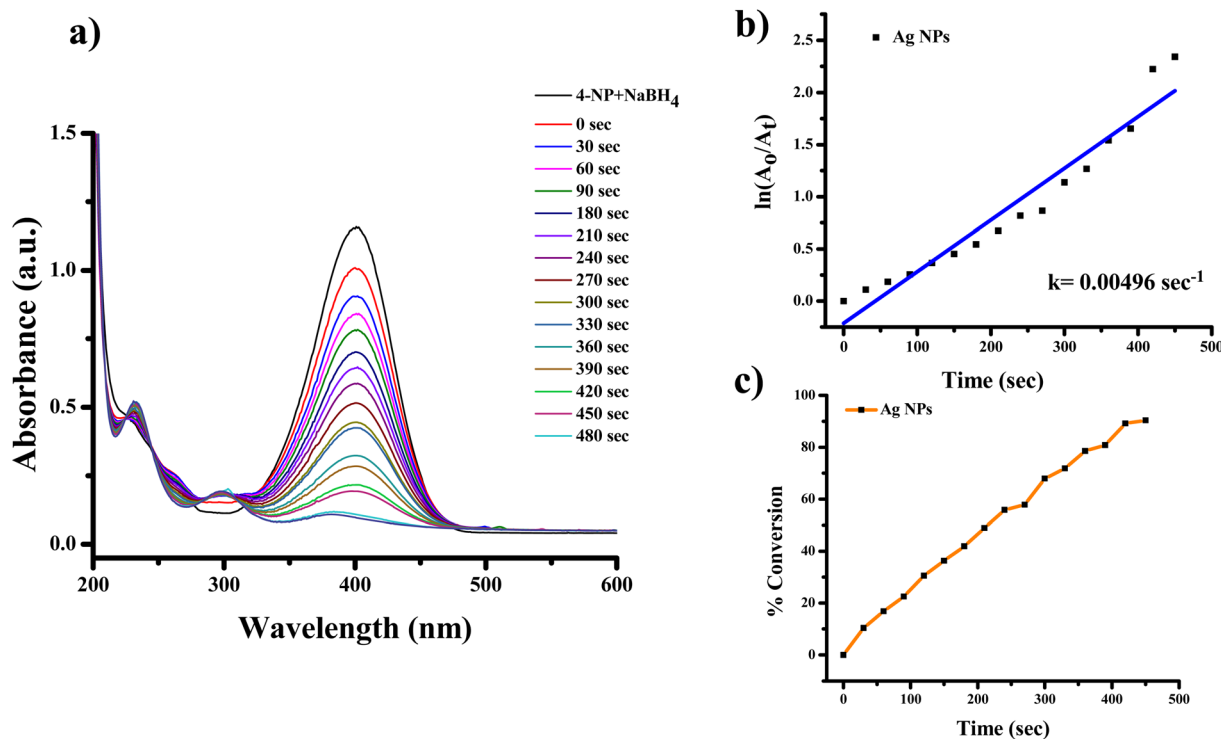 a)
4-NP+NaBH4
0 sec
30 sec
60 sec
90 sec
180 sec
210 sec
240 sec
270 sec
300 sec
330 sec
360 sec
390 sec
420 sec
450 sec
480 sec
1.5
1.0
0.5
0.0
Absorbance (a.u.)
200 300 400 500 600
Wavelength (nm)
b)
Ag NPs
2.5
2.0
1.5
1.0
0.5
0.0
ln(Ao/At)
k= 0.00496 sec-1
0 100 200 300 400 500
Time (sec)
c)
Ag NPs
100
80
60
40
20
0
% Conversion
0 100 200 300 400 500
Time (sec)